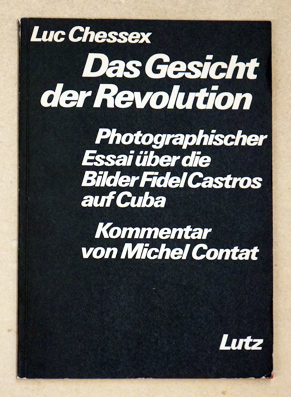 Luc Chessex
Das Gesicht
der Revolution
Photographischer
Essai über die
Bilder Fidel Castros
auf Cuba
Kommentar
von Michel Contat
Lutz